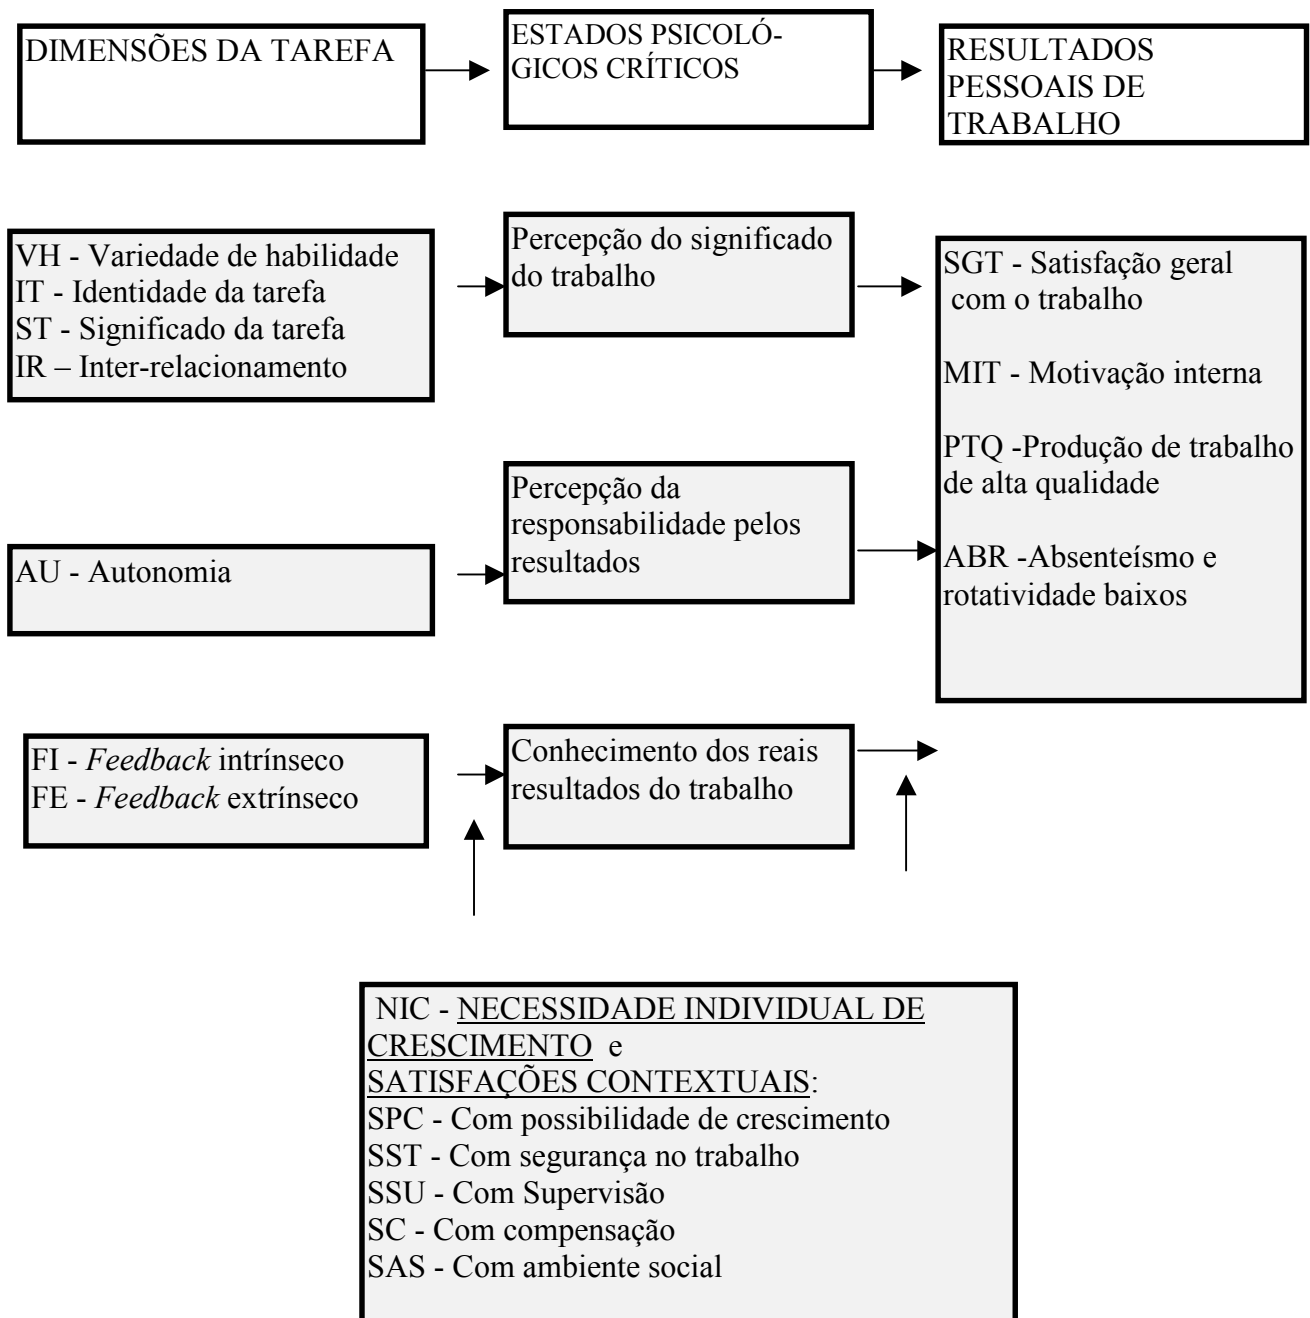 DIMENSÕES DA TAREFA
ESTADOS PSICOLÓ-
GICOS CRÍTICOS
RESULTADOS
PESSOAIS DE
TRABALHO
VH - Variedade de habilidade
IT - Identidade da tarefa
ST - Significado da tarefa
IR – Inter-relacionamento
Percepção do significado
do trabalho
SGT - Satisfação geral
com o trabalho
MIT - Motivação interna
PTQ -Produção de trabalho
de alta qualidade
ABR -Absenteísmo e
rotatividade baixos
AU - Autonomia
Percepção da
responsabilidade pelos
resultados
FI - Feedback intrínseco
FE - Feedback extrínseco
Conhecimento dos reais
resultados do trabalho
NIC - NECESSIDADE INDIVIDUAL DE
CRESCIMENTO e
SATISFAÇÕES CONTEXTUAIS:
SPC - Com possibilidade de crescimento
SST - Com segurança no trabalho
SSU - Com Supervisão
SC - Com compensação
SAS - Com ambiente social